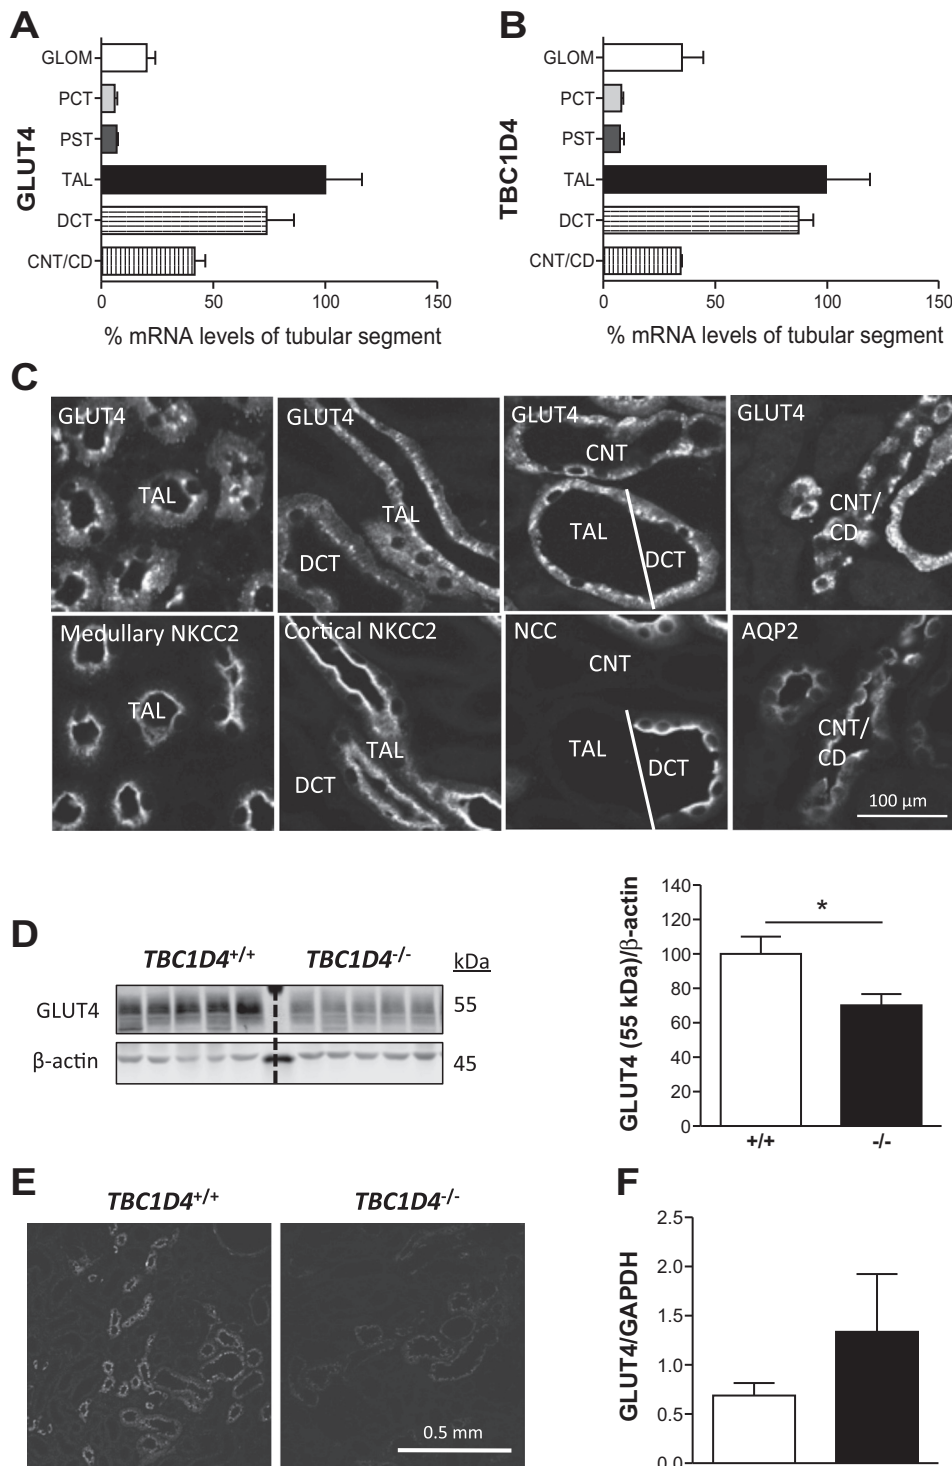 A
GLUT4
GLOM
PCT
PST
TAL
DCT
CNT/CD
0 50 100 150
% mRNA levels of tubular segment
B
TBC1D4
GLOM
PCT
PST
TAL
DCT
CNT/CD
0 50 100 150
% mRNA levels of tubular segment
C
GLUT4
TAL
GLUT4
TAL
DCT
GLUT4
CNT
TAL
DCT
GLUT4
CNT/
CD
Medullary NKCC2
TAL
Cortical NKCC2
TAL
DCT
NCC
CNT
TAL
DCT
AQP2
CNT/
CD
100 μm
D
TBC1D4+/+
TBC1D4-/-
kDa
GLUT4
55
β-actin
45
GLUT4 (55 kDa)/β-actin
140
120
100
80
60
40
20
0
*
+/+
-/-
E
TBC1D4+/+
TBC1D4-/-
0.5 mm
F
GLUT4/GAPDH
2.5
2.0
1.5
1.0
0.5
0.0